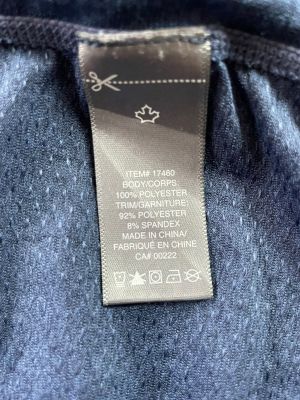 ITEM# 17460
BODY/CORPS:
100% POLYESTER
TRIM/GARNITURE:
92% POLYESTER
8% SPANDEX
MADE IN CHINA/
FABRIQUÉ EN CHINE
CA# 00222